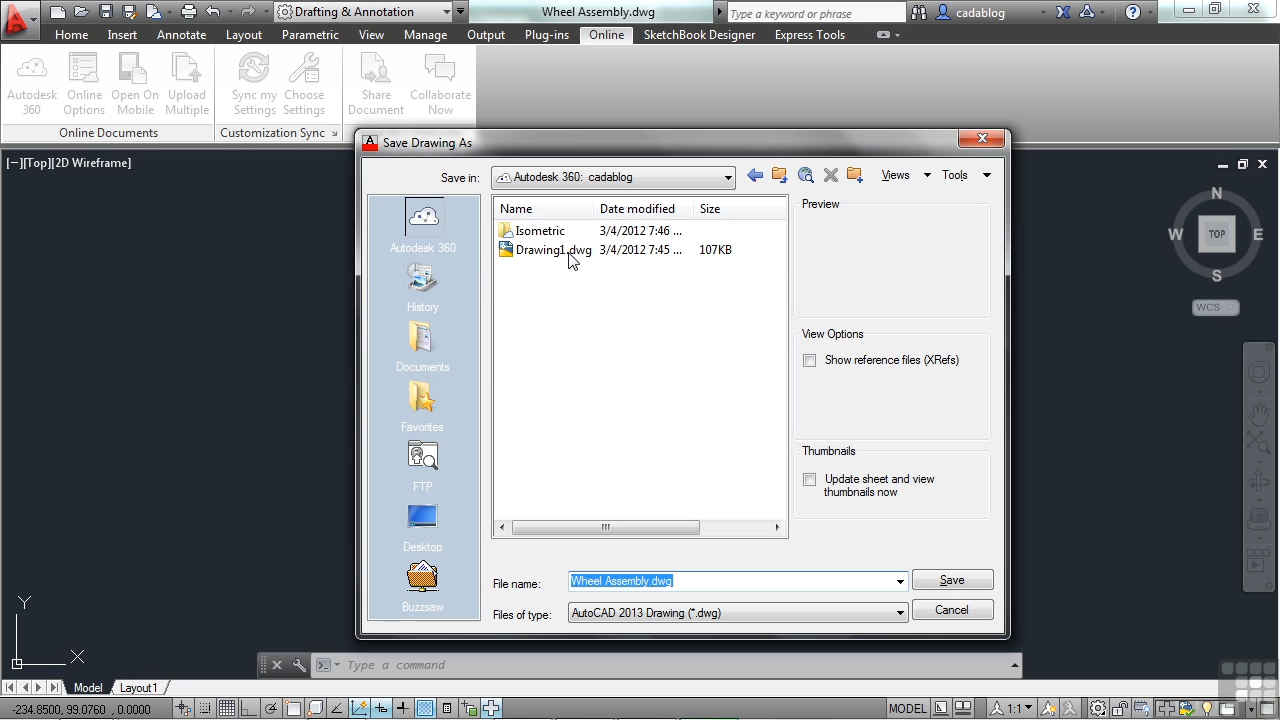 Drafting & Annotation
Wheel Assembly.dwg
Type a keyword or phrase
cadablog
Home Insert Annotate Layout Parametric View Manage Output Plug-ins Online SketchBook Designer Express Tools
Autodesk 360
Online Options
Open On Mobile
Upload Multiple
Sync my Settings
Choose Settings
Share Document
Collaborate Now
Online Documents
Customization Sync
[−][Top][2D Wireframe]
Save Drawing As
Save in:
Autodesk 360: cadablog
Views
Tools
Name Date modified Size
Isometric 3/4/2012 7:46 ...
Drawing1.dwg 3/4/2012 7:45 ... 107KB
Autodesk 360
History
Documents
Favorites
FTP
Desktop
Buzzsaw
Preview
View Options
Show reference files (XRefs)
Thumbnails
Update sheet and view
thumbnails now
File name:
Wheel Assembly.dwg
Save
Files of type:
AutoCAD 2013 Drawing (*.dwg)
Cancel
N
W
TOP
E
S
WCS
Y
X
Type a command
Model
Layout1
-234.8500, 99.0760, 0.0000
MODEL
1:1